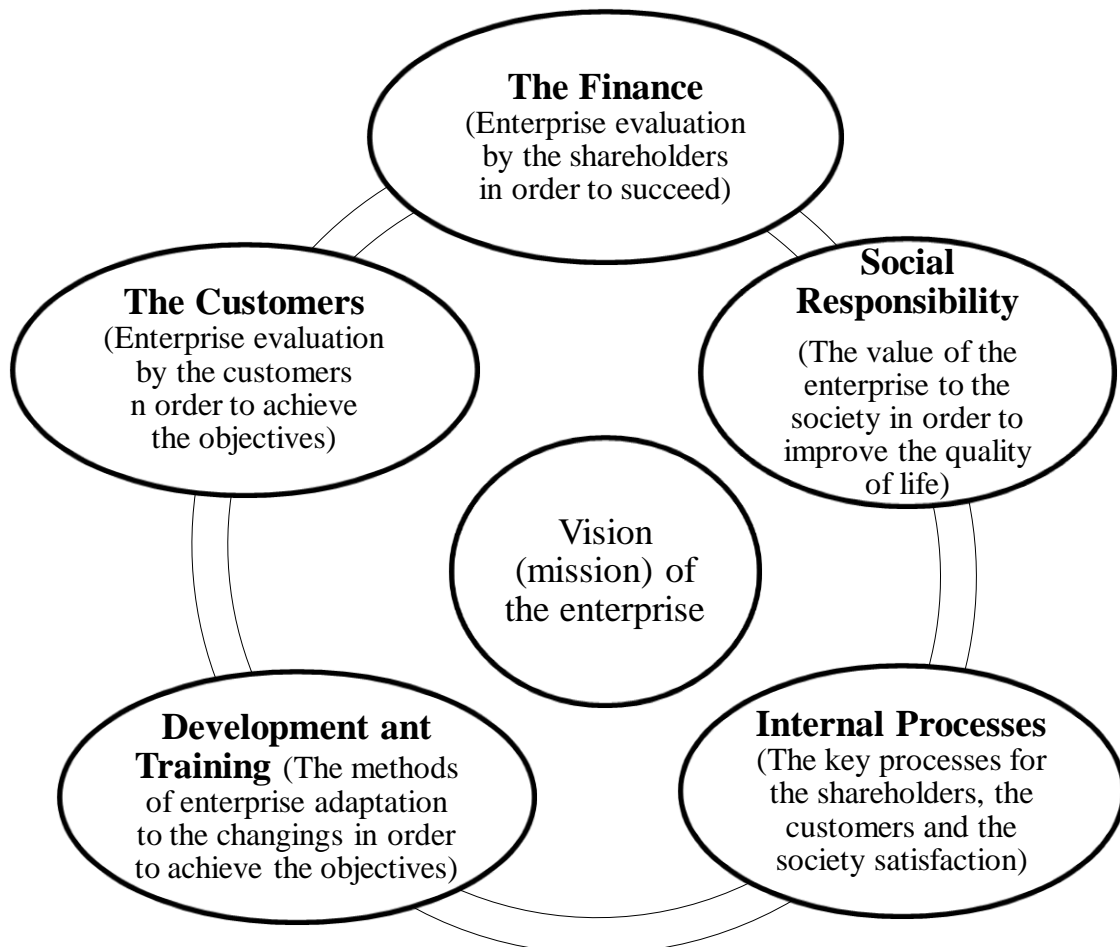 The Finance
(Enterprise evaluation
by the shareholders
in order to succeed)
The Customers
(Enterprise evaluation
by the customers
n order to achieve
the objectives)
Social
Responsibility
(The value of the
enterprise to the
society in order to
improve the quality
of life)
Vision
(mission) of
the enterprise
Development ant
Training (The methods
of enterprise adaptation
to the changings in order
to achieve the objectives)
Internal Processes
(The key processes for
the shareholders, the
customers and the
society satisfaction)